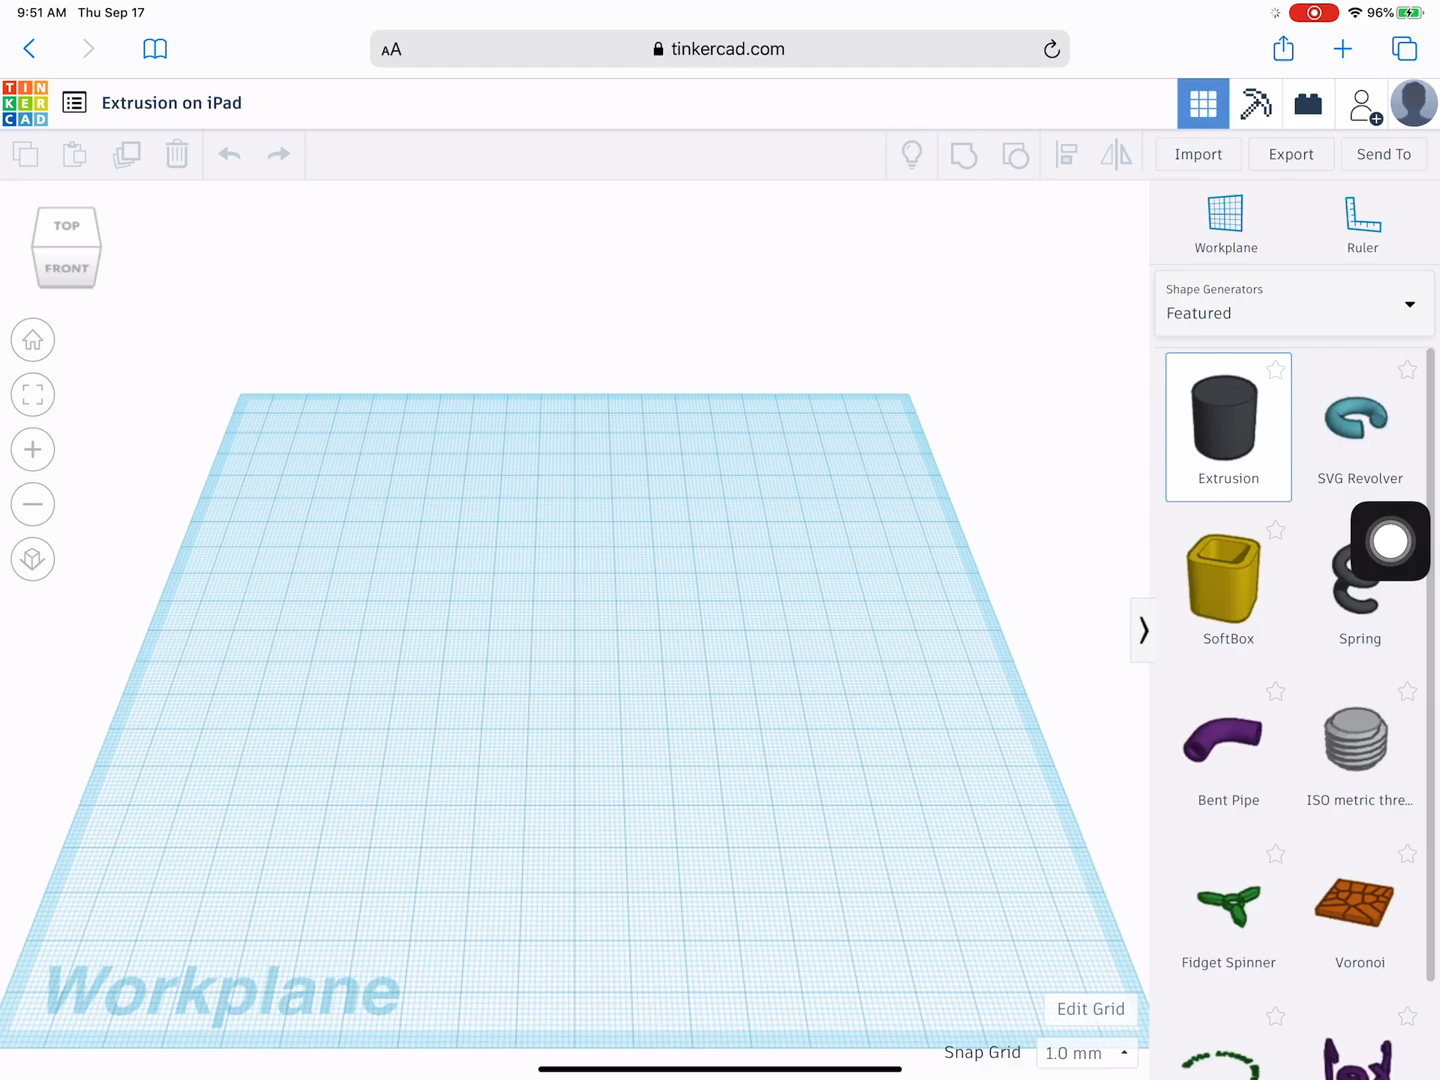 9:51 AM Thu Sep 17
96%
AA
tinkercad.com
TIN
KER
CAD
Extrusion on iPad
Import
Export
Send To
TOP
FRONT
Workplane
Ruler
Shape Generators
Featured
Extrusion
SVG Revolver
SoftBox
Spring
Bent Pipe
ISO metric thre...
Fidget Spinner
Voronoi
Workplane
Edit Grid
Snap Grid
1.0 mm